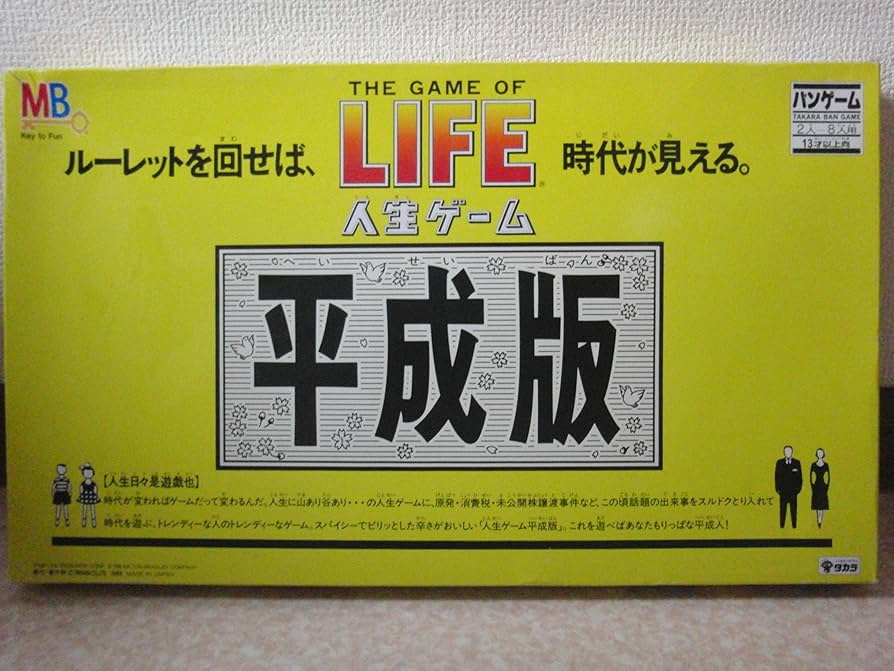 MB
Key to Fun
THE GAME OF
LIFE
人生ゲーム
ルーレットを回せば、
時代が見える。
バンゲーム
TAKARA BAN GAME
2人〜8人用
13才以上向
へいせいばん
平成版
【人生日々是遊戯也】
時代が変わればゲームだって変わるんだ。人生に山あり谷あり・・・の人生ゲームに、原発・消費税・未公開株譲渡事件など、この頃話題の出来事をスルドクとり入れて
時代を遊ぶ、トレンディーな人のトレンディーなゲーム。スパイシーでピリッとした辛さがおいしい「人生ゲーム平成版」。これを遊べばあなたもりっぱな平成人!
MADE IN JAPAN
タカラ